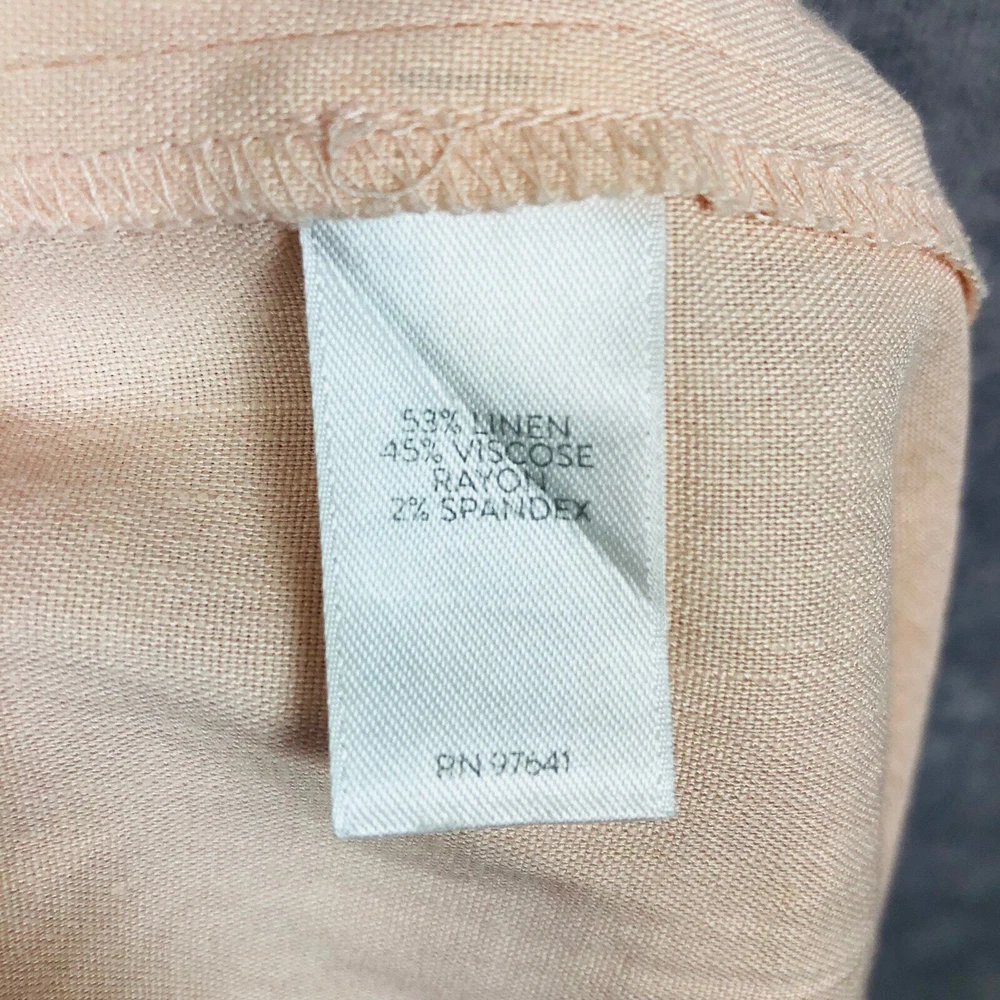 53% LINEN
45% VISCOSE
RAYON
2% SPANDEX
RN 97641